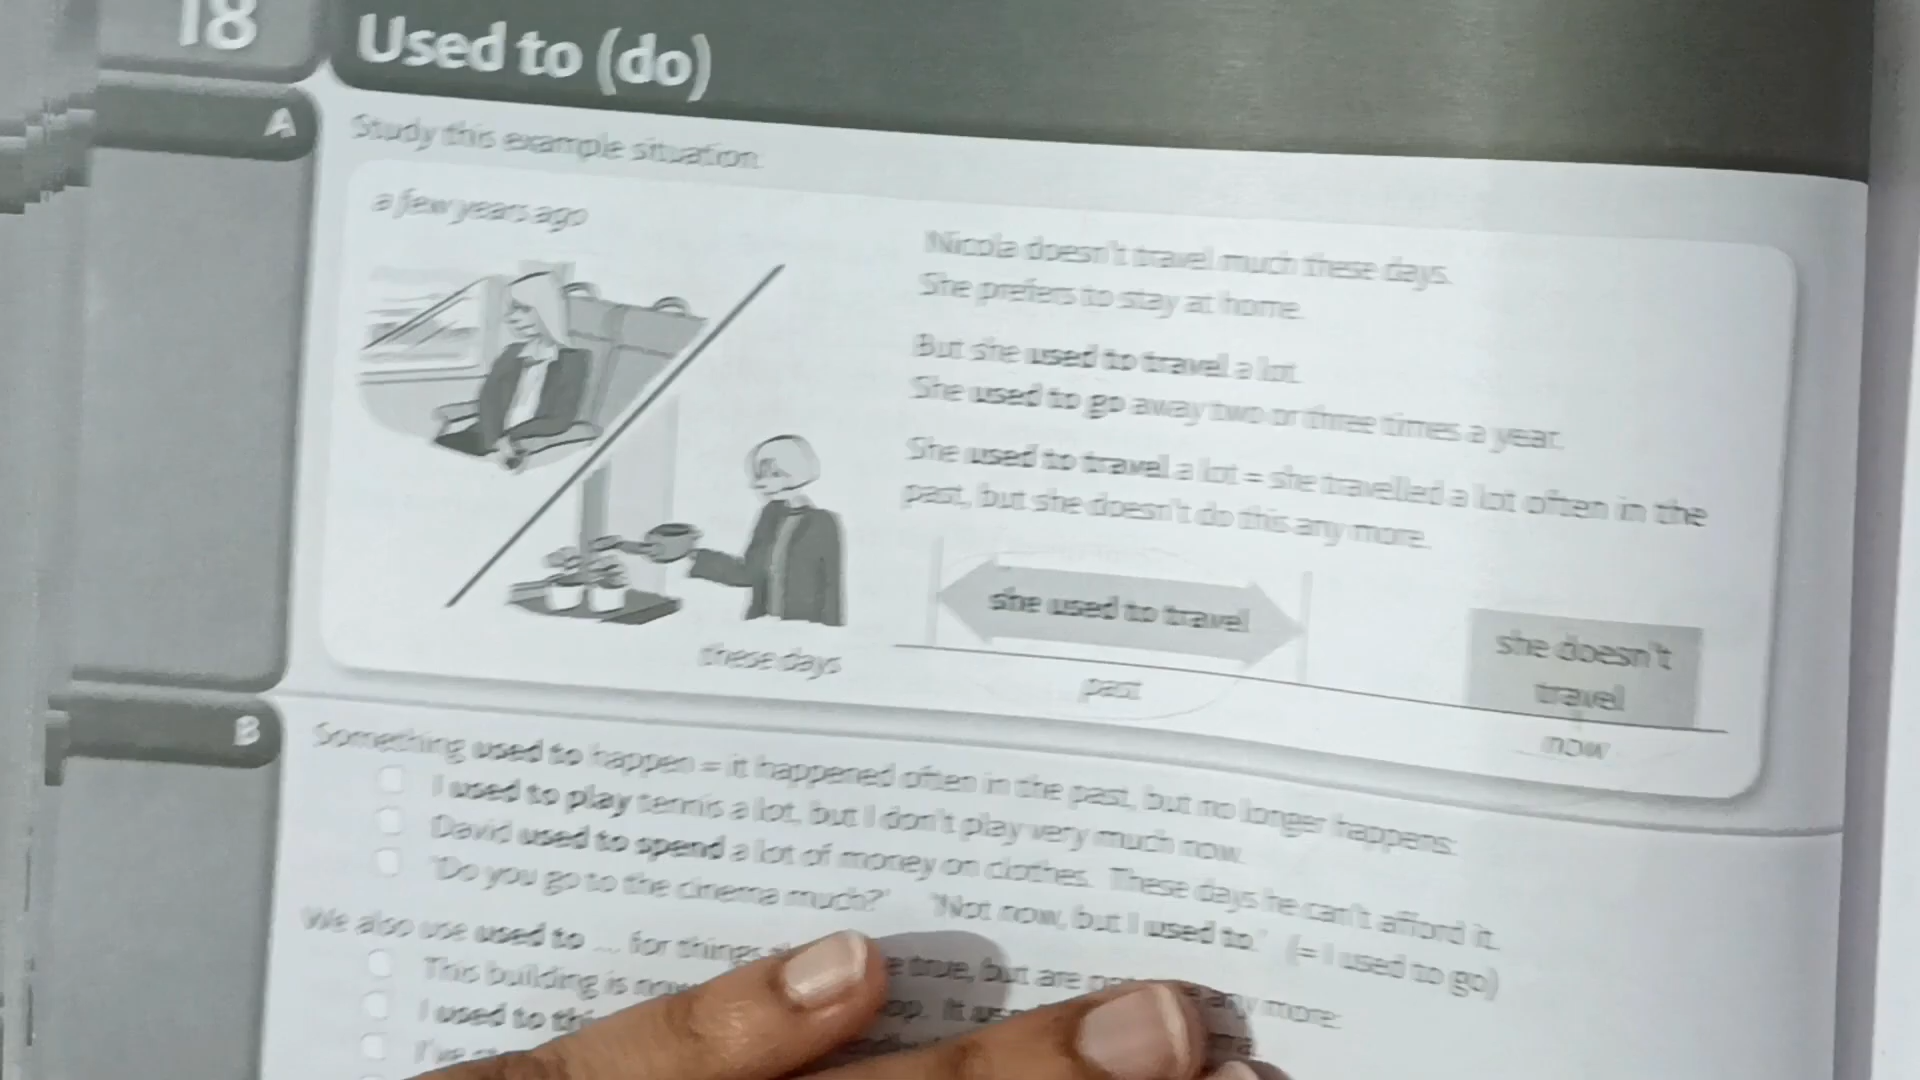 18
Used to (do)
A
Study this example situation:
a few years ago
Nicola doesn't travel much these days.
She prefers to stay at home.
But she used to travel a lot.
She used to go away two or three times a year.
She used to travel a lot = she travelled a lot often in the
past, but she doesn't do this any more.
she used to travel
she doesn't
travel
these days
past
now
B
Something used to happen = it happened often in the past, but no longer happens:
I used to play tennis a lot, but I don't play very much now.
David used to spend a lot of money on clothes. These days he can't afford it.
'Do you go to the cinema much?' 'Not now, but I used to.' (= I used to go)
We also use used to ... for things true, but are any more:
This building is now It
I used to
I've